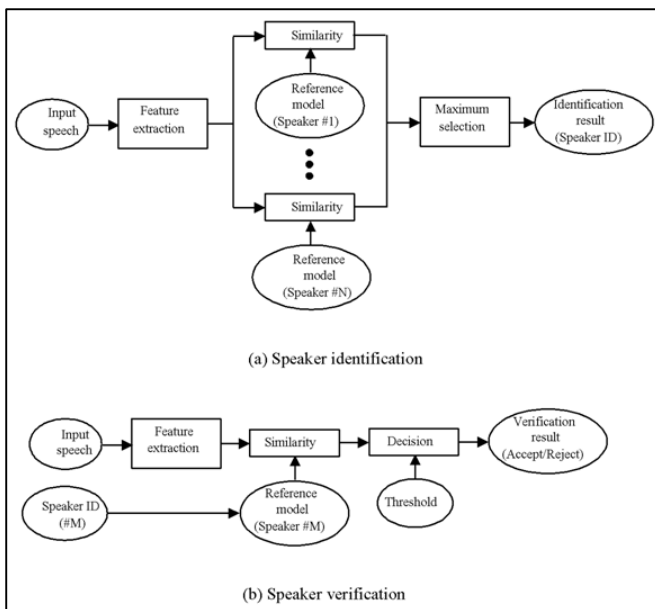 Similarity
Input
speech
Feature
extraction
Reference
model
(Speaker #1)
Maximum
selection
Identification
result
(Speaker ID)
Similarity
Reference
model
(Speaker #N)
(a) Speaker identification
Input
speech
Feature
extraction
Similarity
Decision
Verification
result
(Accept/Reject)
Speaker ID
(#M)
Reference
model
(Speaker #M)
Threshold
(b) Speaker verification